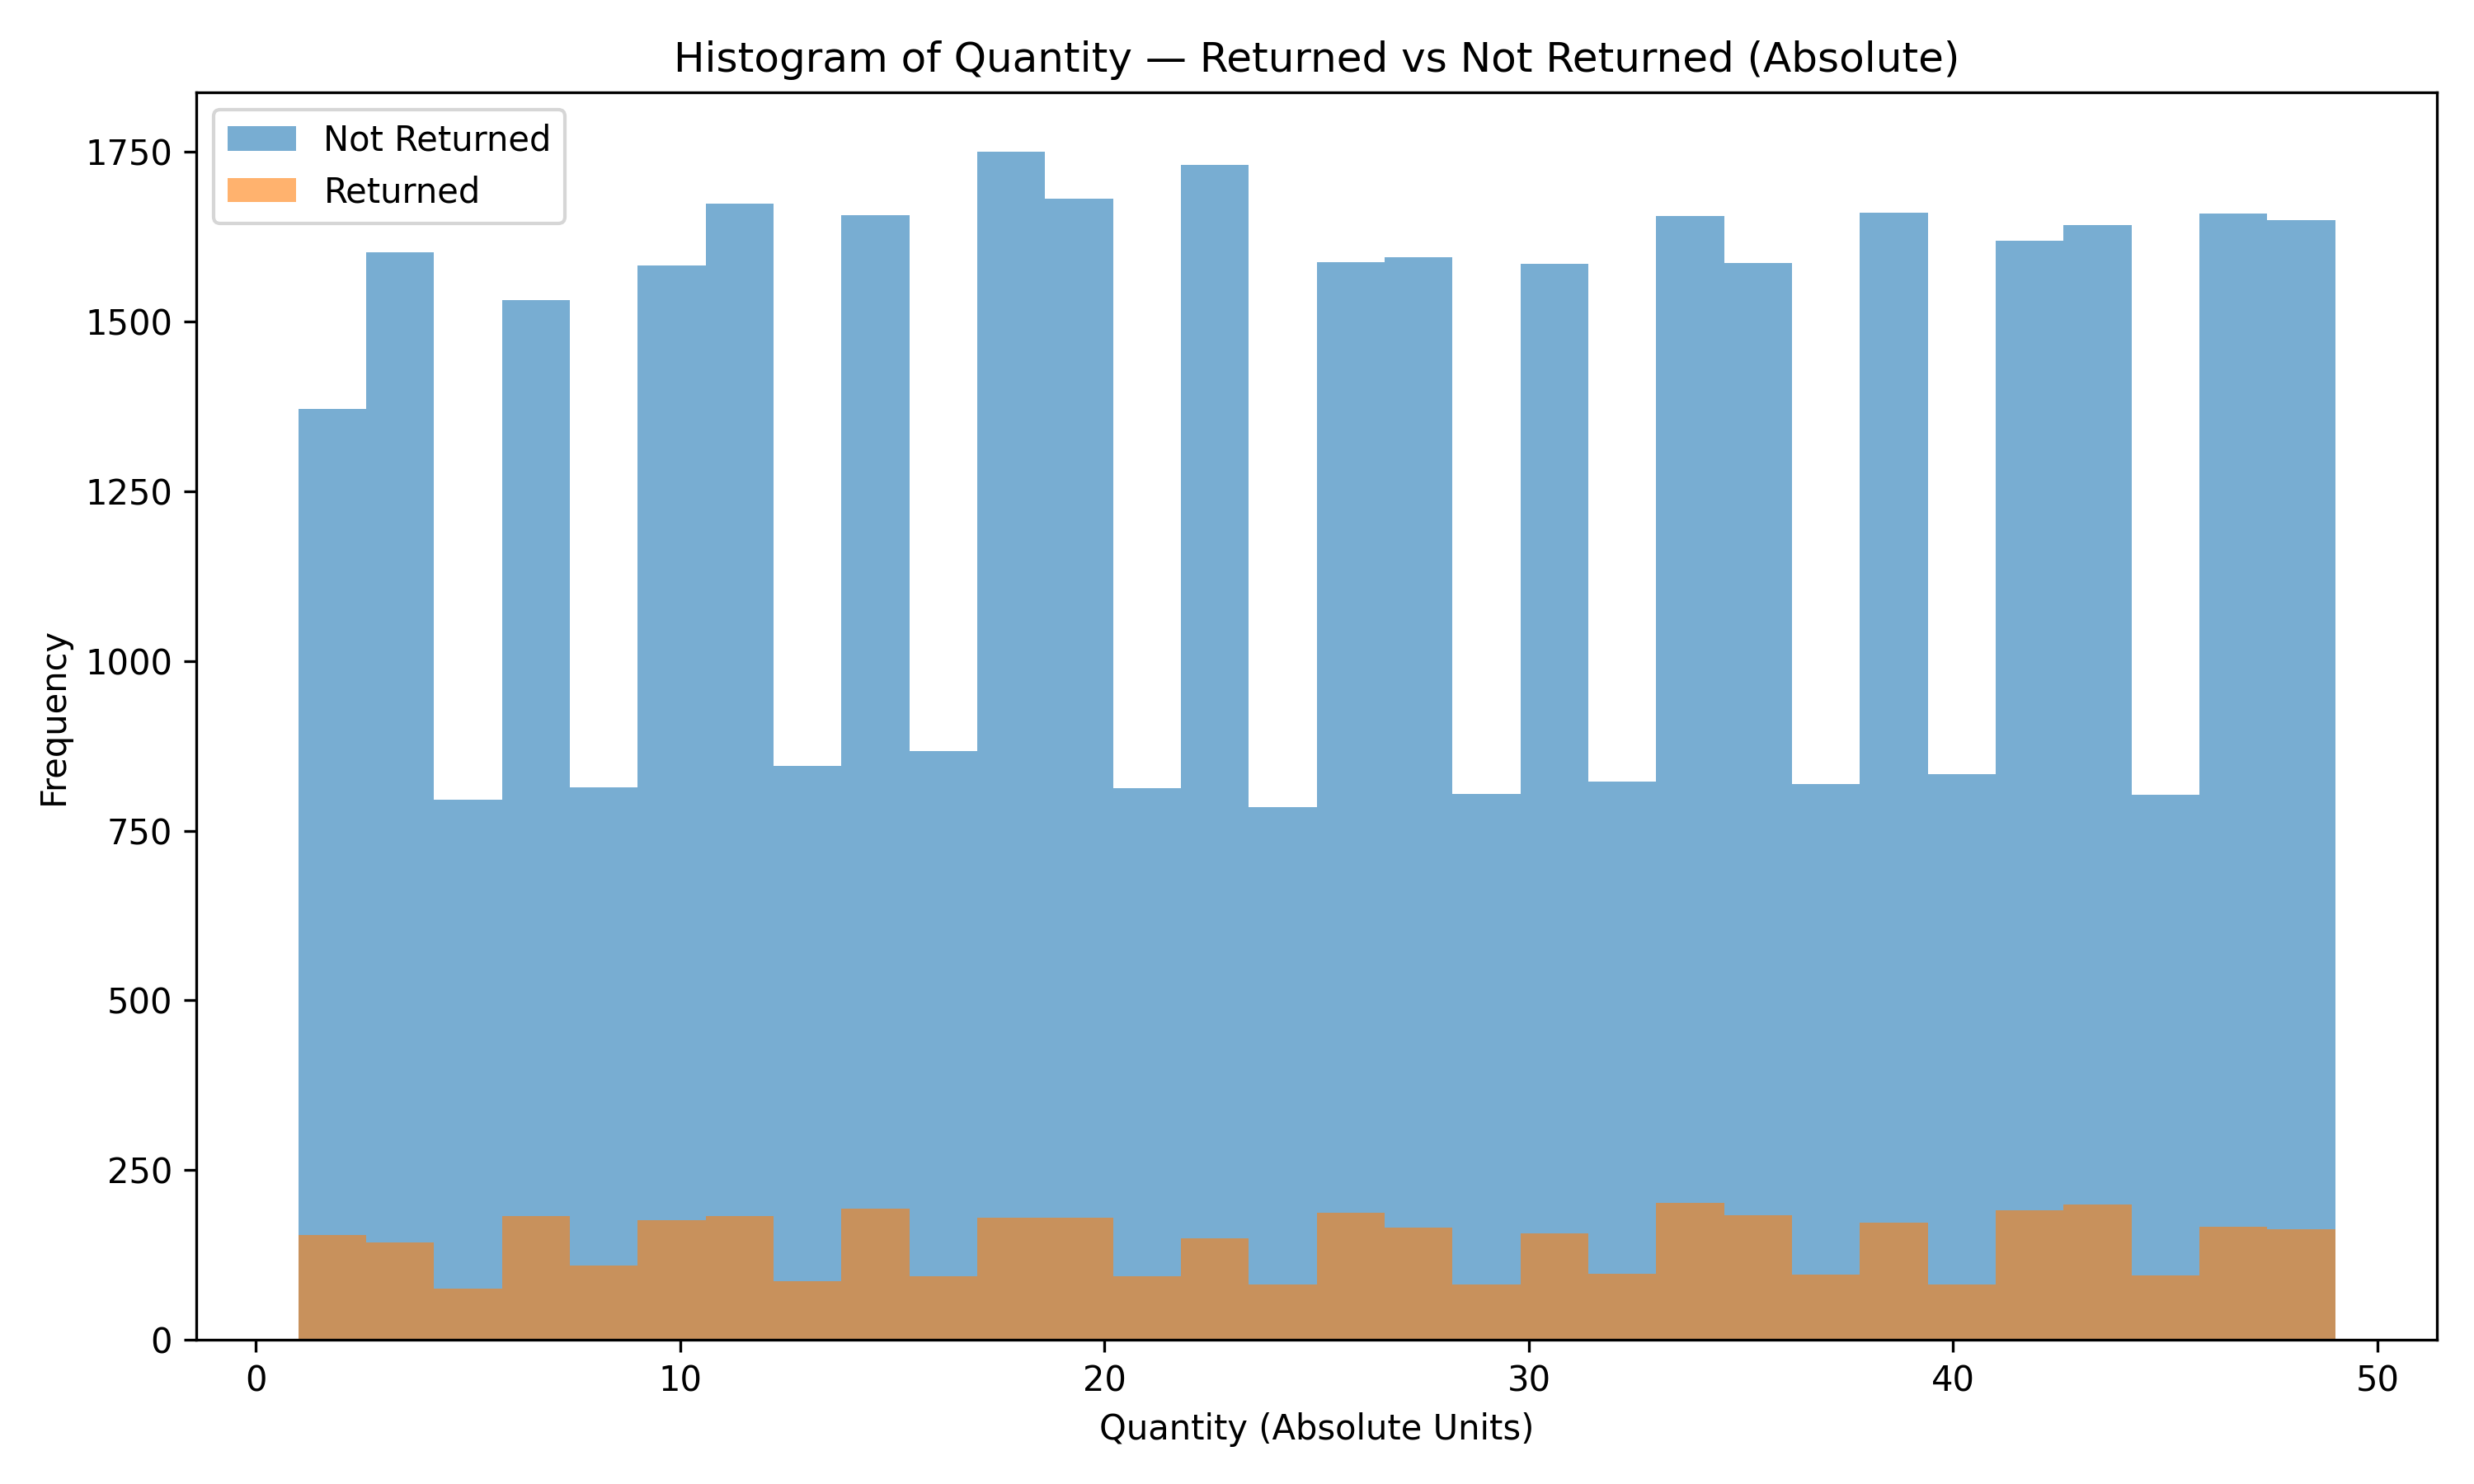 Histogram of Quantity — Returned vs Not Returned (Absolute)
Not Returned
Returned
1750
1500
1250
1000
750
500
250
0
Frequency
0 10 20 30 40 50
Quantity (Absolute Units)